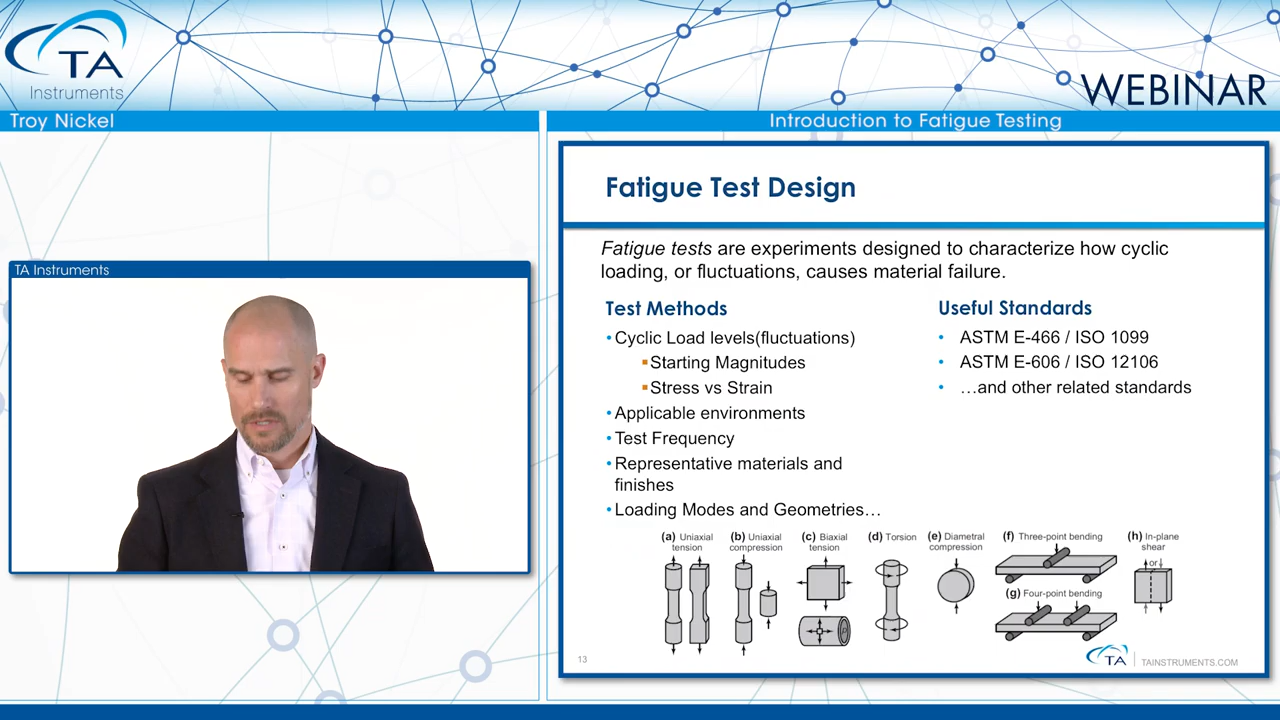 TA
Instruments
WEBINAR
Troy Nickel
Introduction to Fatigue Testing
TA Instruments
Fatigue Test Design
Fatigue tests are experiments designed to characterize how cyclic
loading, or fluctuations, causes material failure.
Test Methods
•Cyclic Load levels(fluctuations)
▪Starting Magnitudes
▪Stress vs Strain
•Applicable environments
•Test Frequency
•Representative materials and
finishes
•Loading Modes and Geometries…
Useful Standards
• ASTM E-466 / ISO 1099
• ASTM E-606 / ISO 12106
• …and other related standards
(a) Uniaxial
tension
(b) Uniaxial
compression
(c) Biaxial
tension
(d) Torsion
(e) Diametral
compression
(f) Three-point bending
(g) Four-point bending
(h) In-plane
shear
or
13
TA
TAINSTRUMENTS.COM